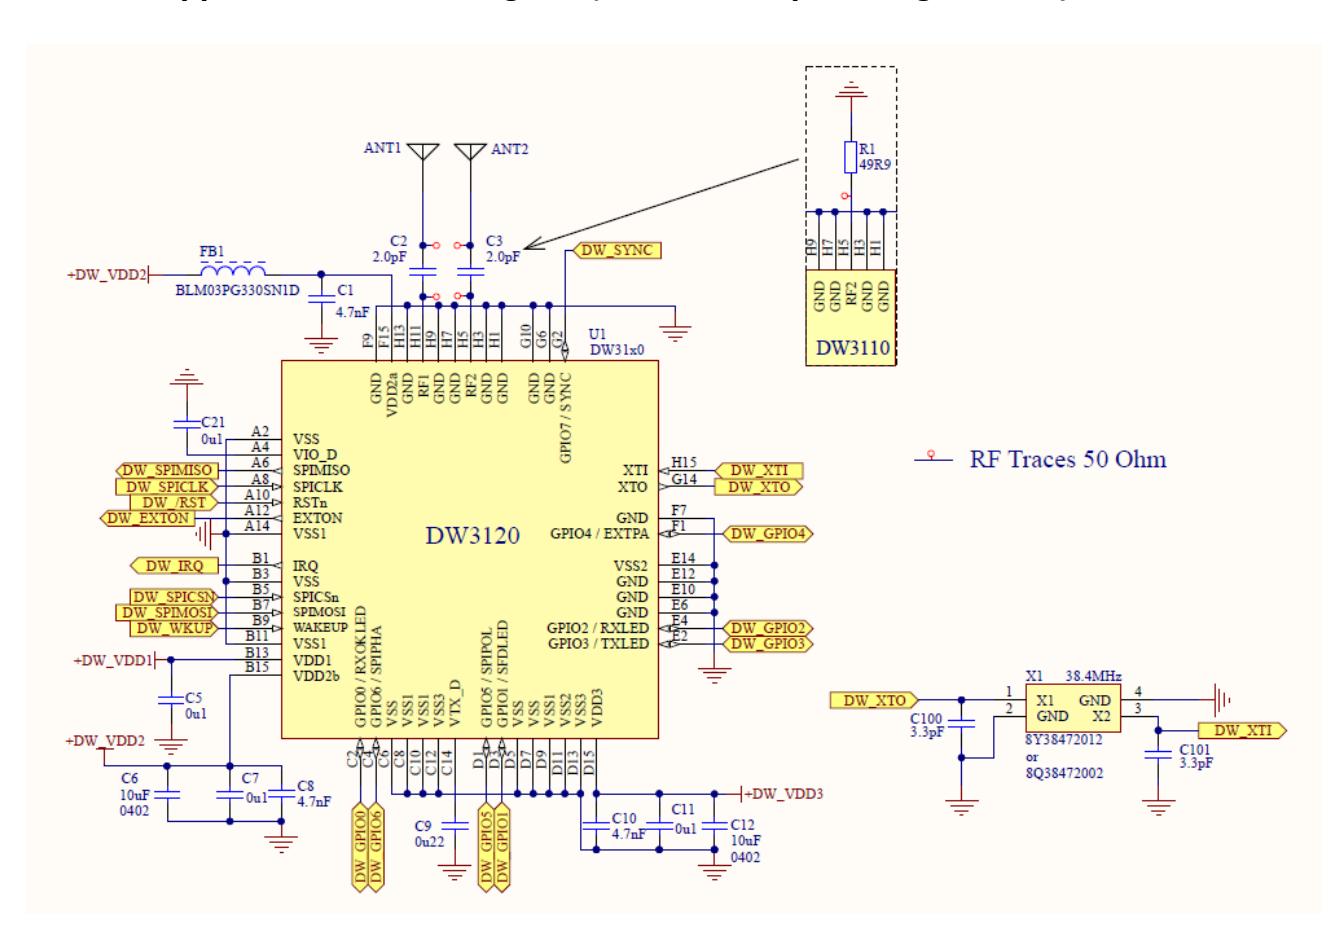 ANT1
ANT2
R1
49R9
C2
2.0pF
C3
2.0pF
DW_SYNC
H9
H7
H5
H3
H1
GND
GND
RF2
GND
GND
DW3110
FB1
+DW_VDD2
BLM03PG330SN1D
C1
4.7nF
F9
F15
H13
H11
H9
H7
H5
H3
H1
G10
G6
G2
U1
DW31x0
GND
VDD2a
GND
RF1
GND
GND
RF2
GND
GND
GND
GND
GPIO7 / SYNC
C21
0u1
A2 VSS
A4 VIO_D
DW_SPIMISO A6 SPIMISO
DW_SPICLK A8 SPICLK
DW_/RST A10 RSTn
DW_EXTON A12 EXTON
A14 VSS1
DW_IRQ B1 IRQ
B3 VSS
DW_SPICSN B5 SPICSn
DW_SPIMOSI B7 SPIMOSI
DW_WKUP B9 WAKEUP
B11 VSS1
+DW_VDD1 B13 VDD1
B15 VDD2b
DW3120
XTI H15 DW_XTI
XTO G14 DW_XTO
GND F7
GPIO4 / EXTPA F1 DW_GPIO4
VSS2 E14
GND E12
GND E10
GND E6
GPIO2 / RXLED E4 DW_GPIO2
GPIO3 / TXLED E2 DW_GPIO3
RF Traces 50 Ohm
GPIO0 / RXOKLED
GPIO6 / SPIPHA
VSS
VSS1
VSS1
VSS3
VTX_D
GPIO5 / SPIPOL
GPIO1 / SFDLED
VSS
VSS
VSS1
VSS2
VSS3
VDD3
C2
C4
C6
C8
C10
C12
C14
D1
D3
D5
D7
D9
D11
D13
D15
C5
0u1
+DW_VDD2
C6
10uF
0402
C7
0u1
C8
4.7nF
DW_GPIO0
DW_GPIO6
C9
0u22
DW_GPIO5
DW_GPIO1
C10
4.7nF
C11
0u1
C12
10uF
0402
+DW_VDD3
X1 38.4MHz
DW_XTO
1 X1 GND 4
2 GND X2 3
DW_XTI
C100
3.3pF
8Y38472012
or
8Q38472002
C101
3.3pF